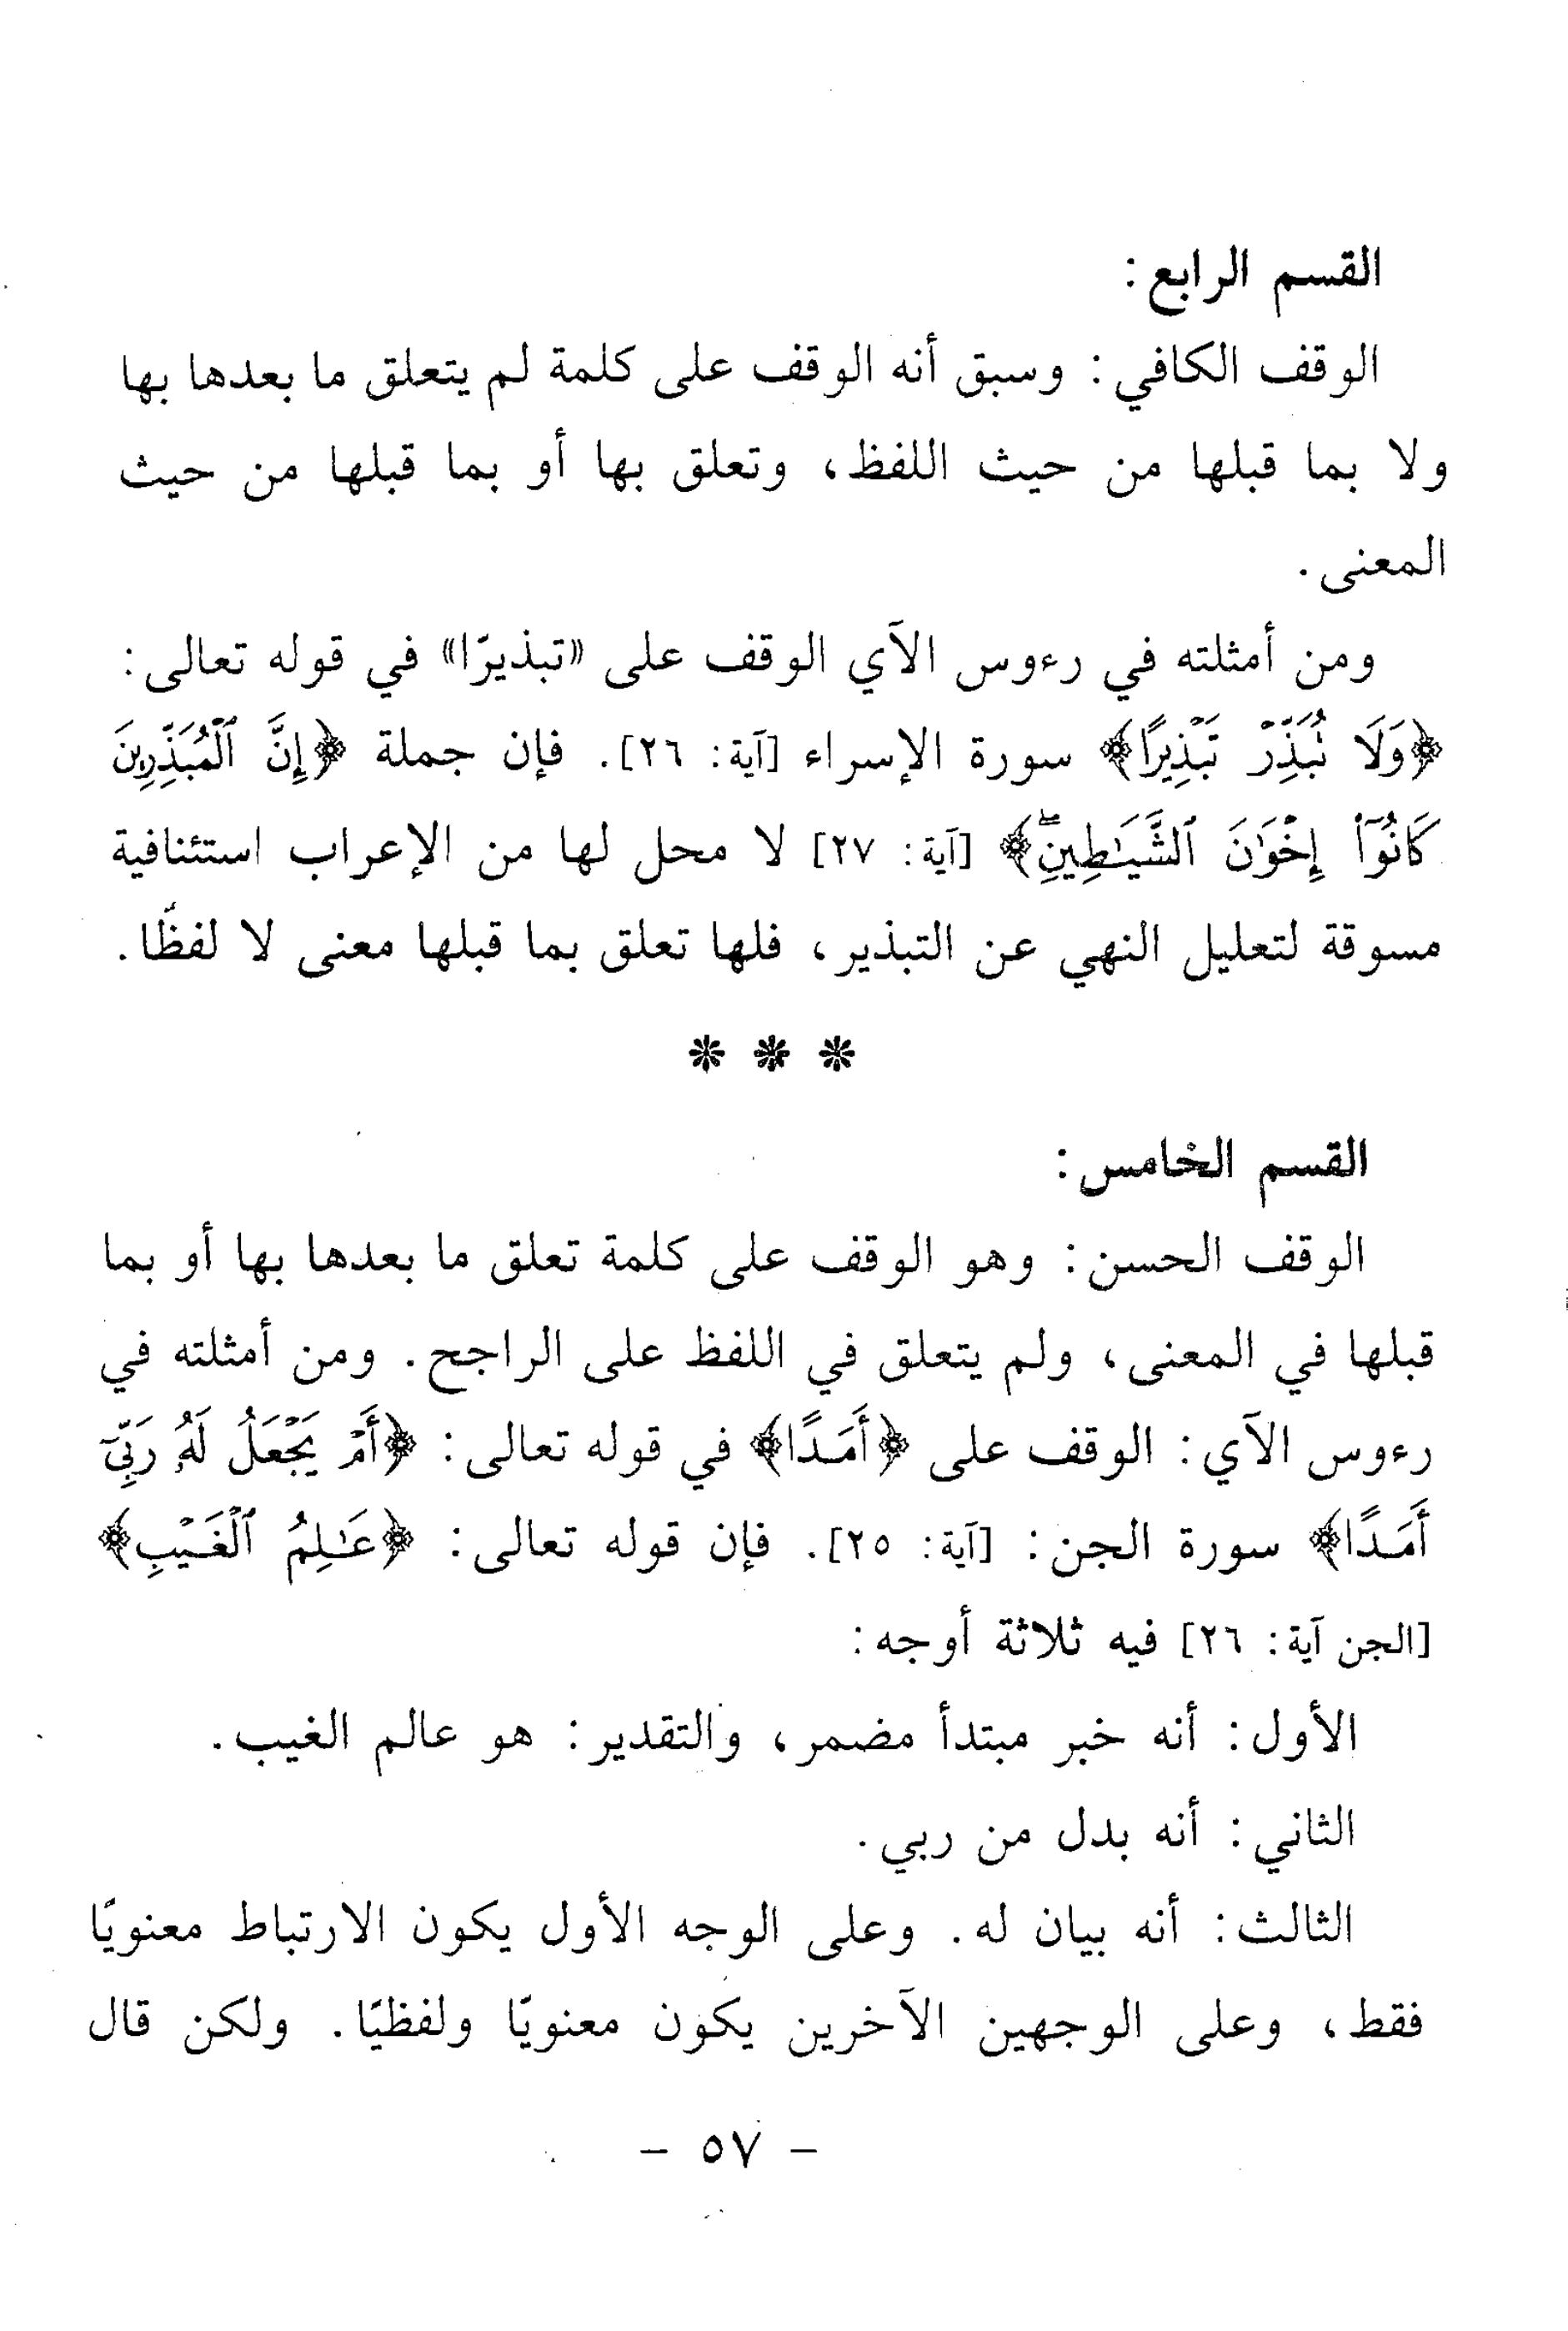 القسم الرابع:
الوقف الكافي: وسبق أنه الوقف على كلمة لم يتعلق ما بعدها بها
ولا بما قبلها من حيث اللفظ، وتعلق بها أو بما قبلها من حيث
المعنى.
ومن أمثلته في رءوس الآي الوقف على «تبذيرًا» في قوله تعالى:
﴿وَلَا تُبَذِّرْ تَبْذِيرًا﴾ سورة الإسراء [آية: ٢٦]. فإن جملة ﴿إِنَّ ٱلْمُبَذِّرِينَ
كَانُوٓا۟ إِخْوَٰنَ ٱلشَّيَـٰطِينِۖ﴾ [آية: ٢٧] لا محل لها من الإعراب استئنافية
مسوقة لتعليل النهي عن التبذير، فلها تعلق بما قبلها معنى لا لفظًا.
* * *
القسم الخامس:
الوقف الحسن: وهو الوقف على كلمة تعلق ما بعدها بها أو بما
قبلها في المعنى، ولم يتعلق في اللفظ على الراجح. ومن أمثلته في
رءوس الآي: الوقف على ﴿أَمَدًا﴾ في قوله تعالى: ﴿أَمْ يَجْعَلُ لَهُۥ رَبِّىٓ
أَمَدًا﴾ سورة الجن: [آية: ٢٥]. فإن قوله تعالى: ﴿عَـٰلِمُ ٱلْغَيْبِ﴾
[الجن آية: ٢٦] فيه ثلاثة أوجه:
الأول: أنه خبر مبتدأ مضمر، والتقدير: هو عالم الغيب.
الثاني: أنه بدل من ربي.
الثالث: أنه بيان له. وعلى الوجه الأول يكون الارتباط معنويًا
فقط، وعلى الوجهين الآخرين يكون معنويًا ولفظيًا. ولكن قال
- ٥٧ -